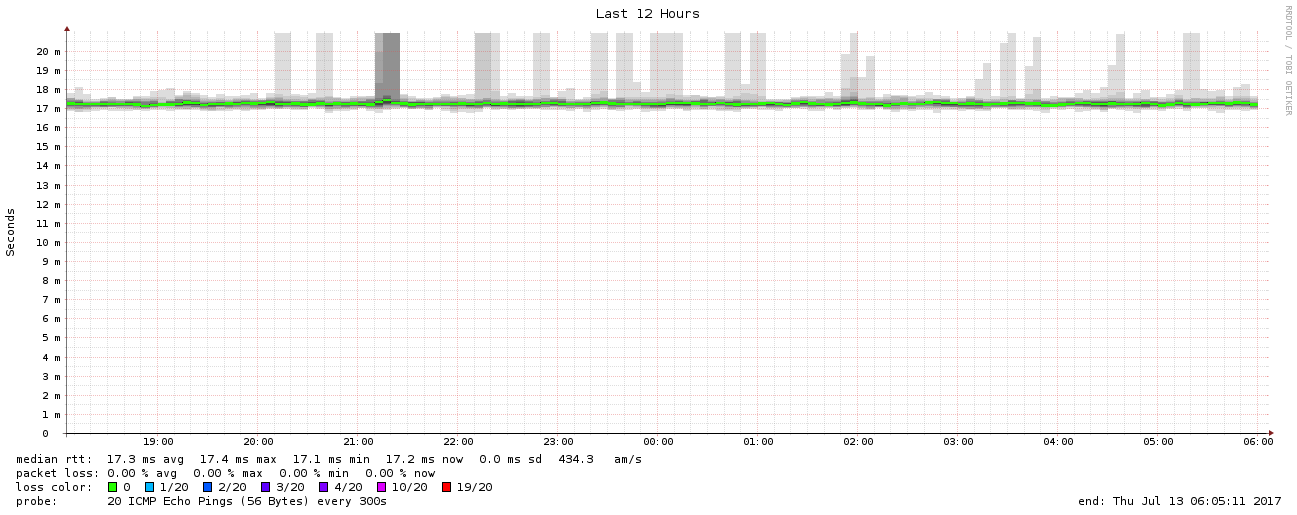 Last 12 Hours
RRDTOOL / TOBI OETIKER
Seconds
20 m
19 m
18 m
17 m
16 m
15 m
14 m
13 m
12 m
11 m
10 m
9 m
8 m
7 m
6 m
5 m
4 m
3 m
2 m
1 m
0
19:00 20:00 21:00 22:00 23:00 00:00 01:00 02:00 03:00 04:00 05:00 06:00
median rtt: 17.3 ms avg 17.4 ms max 17.1 ms min 17.2 ms now 0.0 ms sd 434.3 am/s
packet loss: 0.00 % avg 0.00 % max 0.00 % min 0.00 % now
loss color: 0 1/20 2/20 3/20 4/20 10/20 19/20
probe: 20 ICMP Echo Pings (56 Bytes) every 300s end: Thu Jul 13 06:05:11 2017